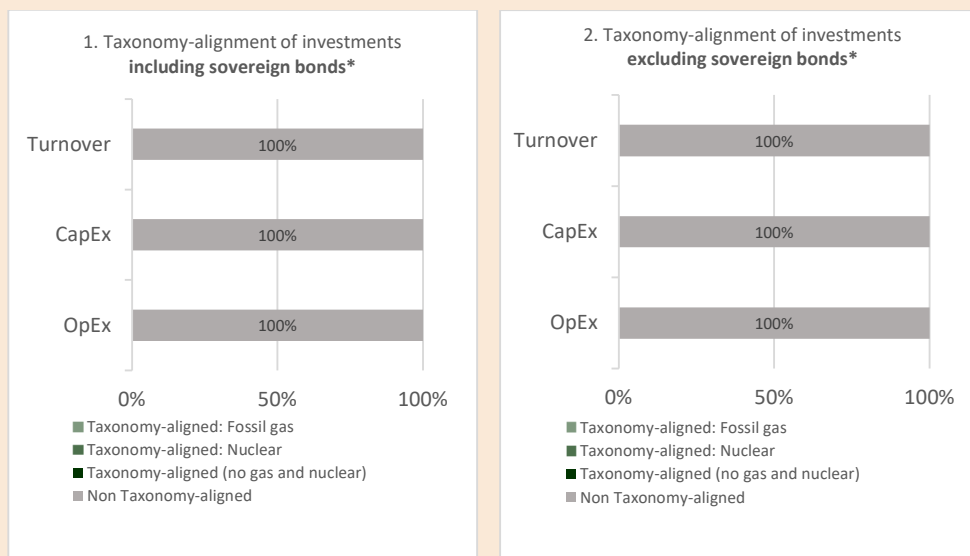 1. Taxonomy-alignment of investments
including sovereign bonds*
Turnover
100%
CapEx
100%
OpEx
100%
0%
50%
100%
Taxonomy-aligned: Fossil gas
Taxonomy-aligned: Nuclear
Taxonomy-aligned (no gas and nuclear)
Non Taxonomy-aligned
2. Taxonomy-alignment of investments
excluding sovereign bonds*
Turnover
100%
CapEx
100%
OpEx
100%
0%
50%
100%
Taxonomy-aligned: Fossil gas
Taxonomy-aligned: Nuclear
Taxonomy-aligned (no gas and nuclear)
Non Taxonomy-aligned